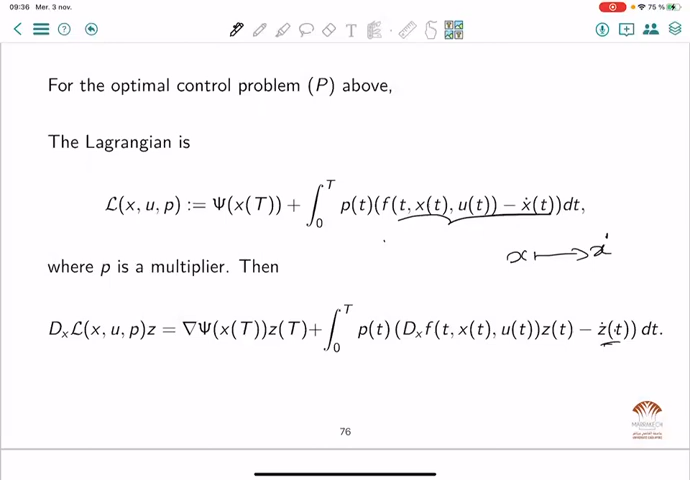 09:36 Mer. 3 nov.
75 %
For the optimal control problem (P) above,
The Lagrangian is
ℒ(x, u, p) := Ψ(x(T)) + ∫₀ᵀ p(t)(f(t, x(t), u(t)) − ẋ(t))dt,
x ⟼ ẋ
where p is a multiplier. Then
DₓL(x, u, p)z = ∇Ψ(x(T))z(T)+ ∫₀ᵀ p(t) (Dₓf(t, x(t), u(t))z(t) − ż(t)) dt.
MARRAKECH
76